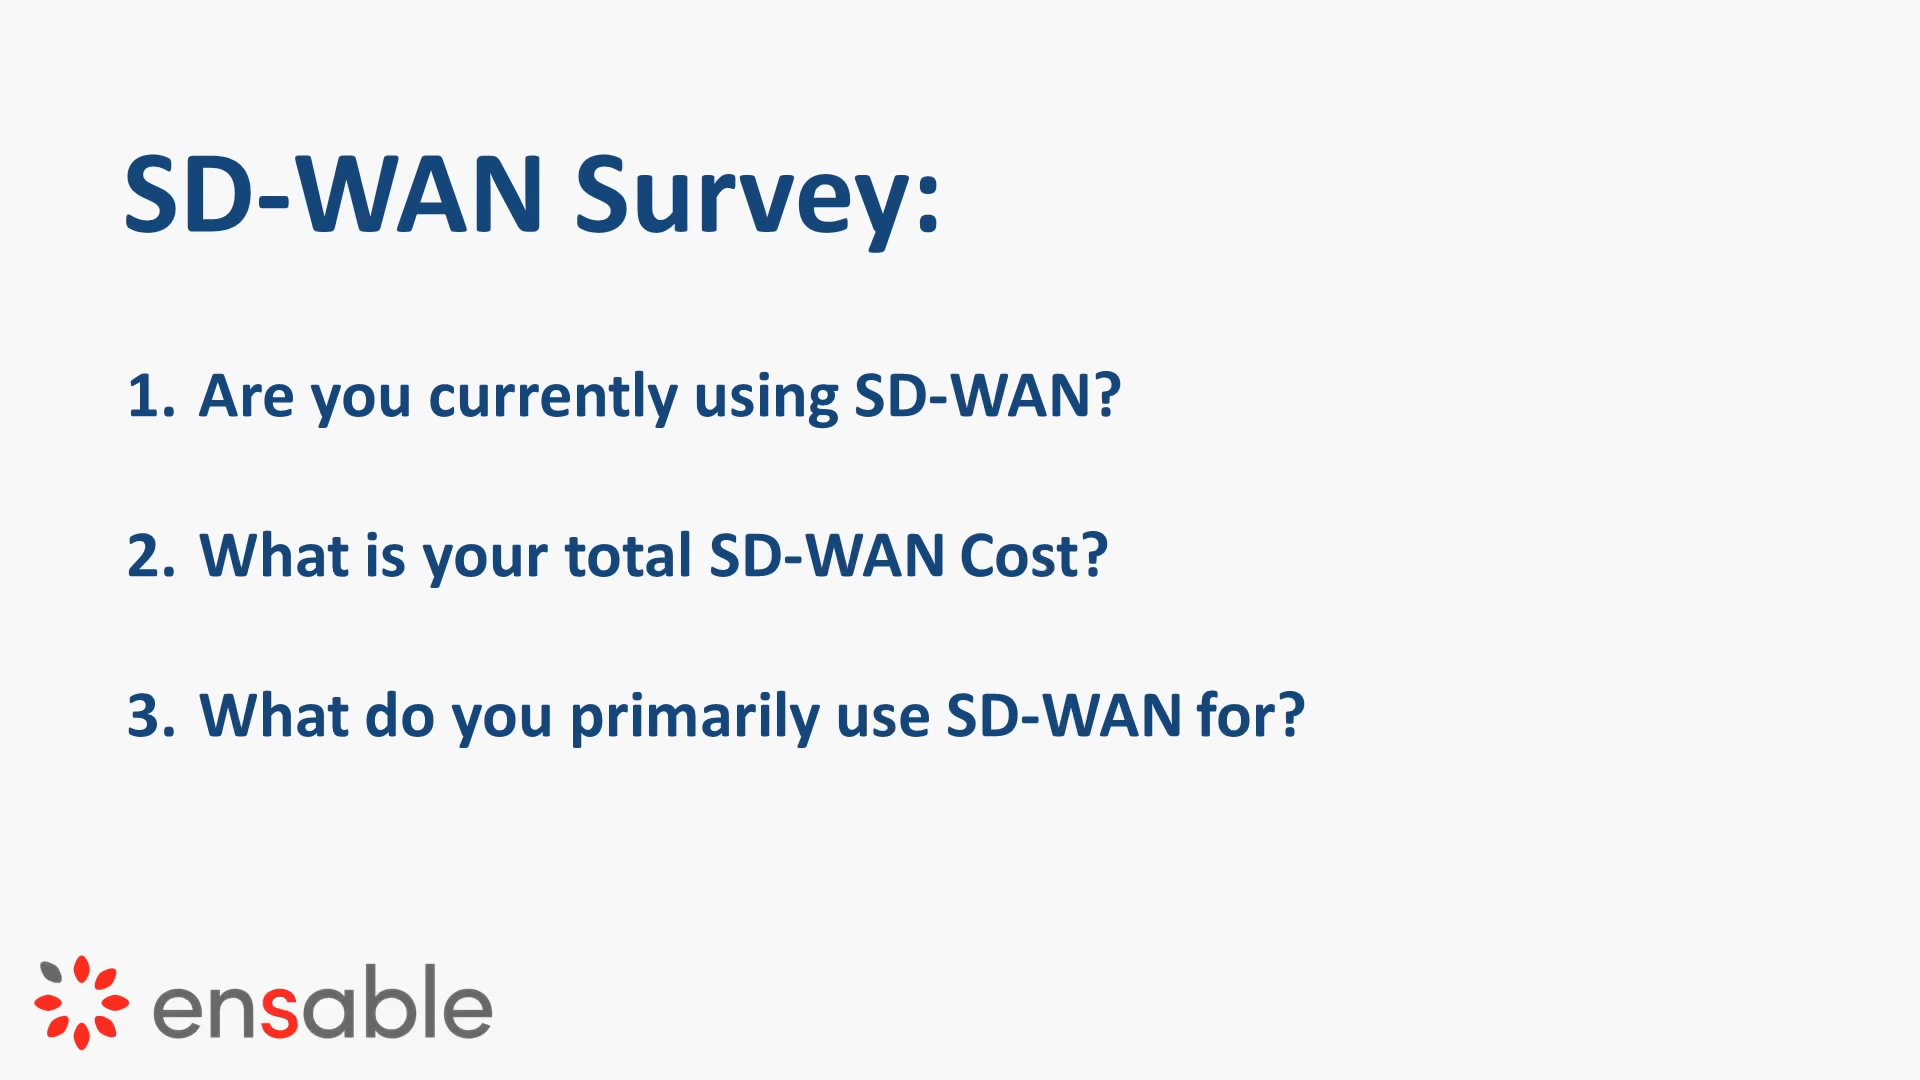 SD-WAN Survey:
1. Are you currently using SD-WAN?
2. What is your total SD-WAN Cost?
3. What do you primarily use SD-WAN for?
ensable